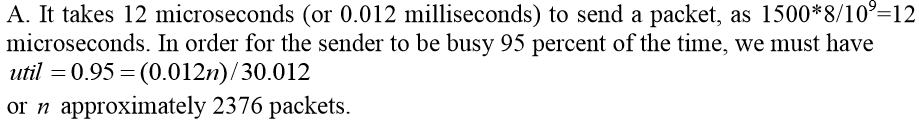 A. It takes 12 microseconds (or 0.012 milliseconds) to send a packet, as 1500*8/10⁹=12
microseconds. In order for the sender to be busy 95 percent of the time, we must have
util = 0.95 = (0.012n)/30.012
or n approximately 2376 packets.